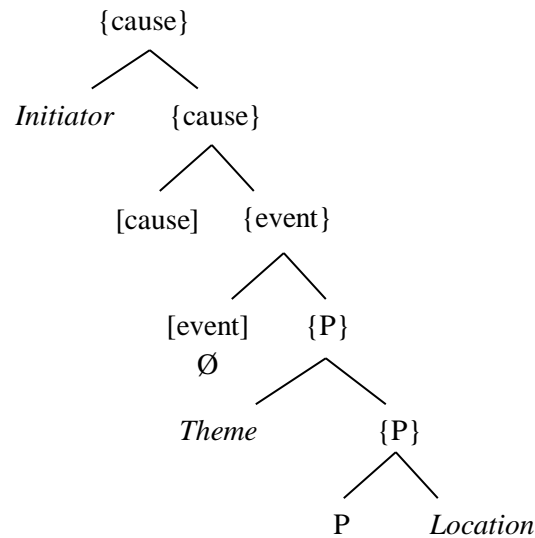 {cause}
Initiator {cause}
[cause] {event}
[event] {P}
Ø
Theme {P}
P Location